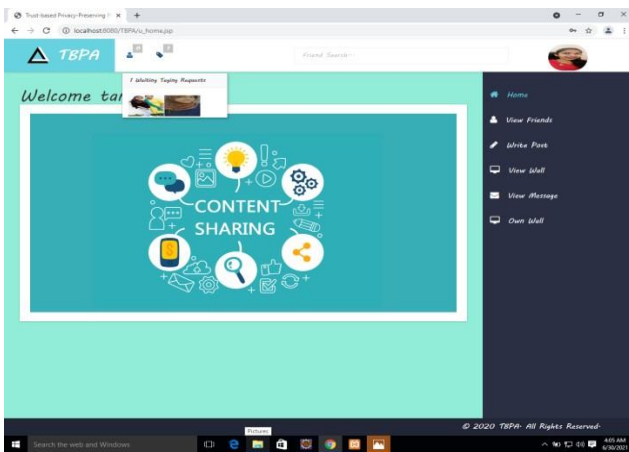 Trust-based Privacy-Preserving
localhost:8080/TBPA/u_home.jsp
TBPA
Friend Search--
1 Waiting Taging Requests
Welcome tar
Home
View Friends
Write Post
View Wall
View Message
Own Wall
CONTENT
SHARING
© 2020 TBPA. All Rights Reserved.
Pictures
Search the web and Windows
4:05 AM
6/30/2021